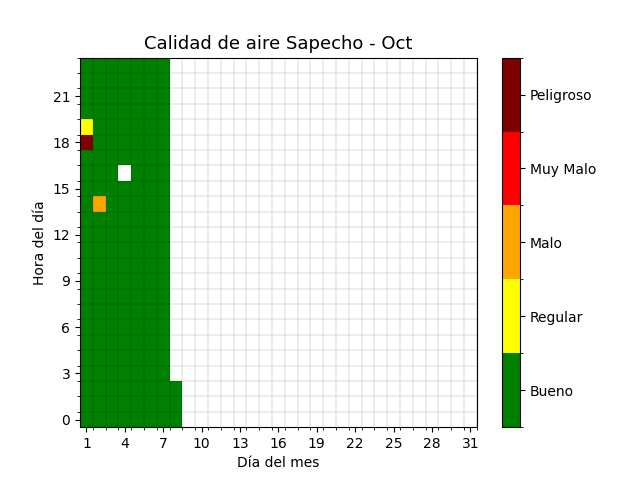 Calidad de aire Sapecho - Oct
Hora del día
21
18
15
12
9
6
3
0
1 4 7 10 13 16 19 22 25 28 31
Día del mes
Peligroso
Muy Malo
Malo
Regular
Bueno